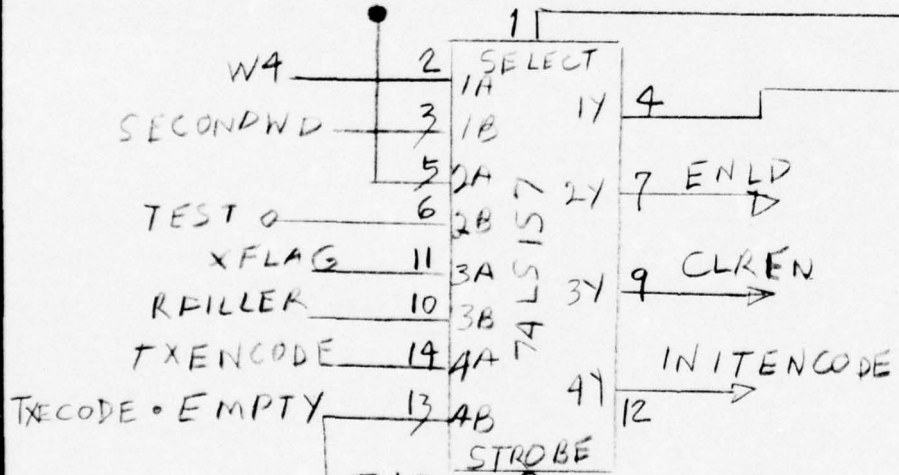 1
SELECT
W4 2 1A
1Y 4
SECONDWD 3 1B
5 2A
2Y 7 ENLD
TEST 6 2B
XFLAG 11 3A
3Y 9 CLREN
RFILLER 10 3B
74LS157
TXENCODE 14 4A
4Y 12 INITENCODE
TXECODE • EMPTY 13 4B
STROBE